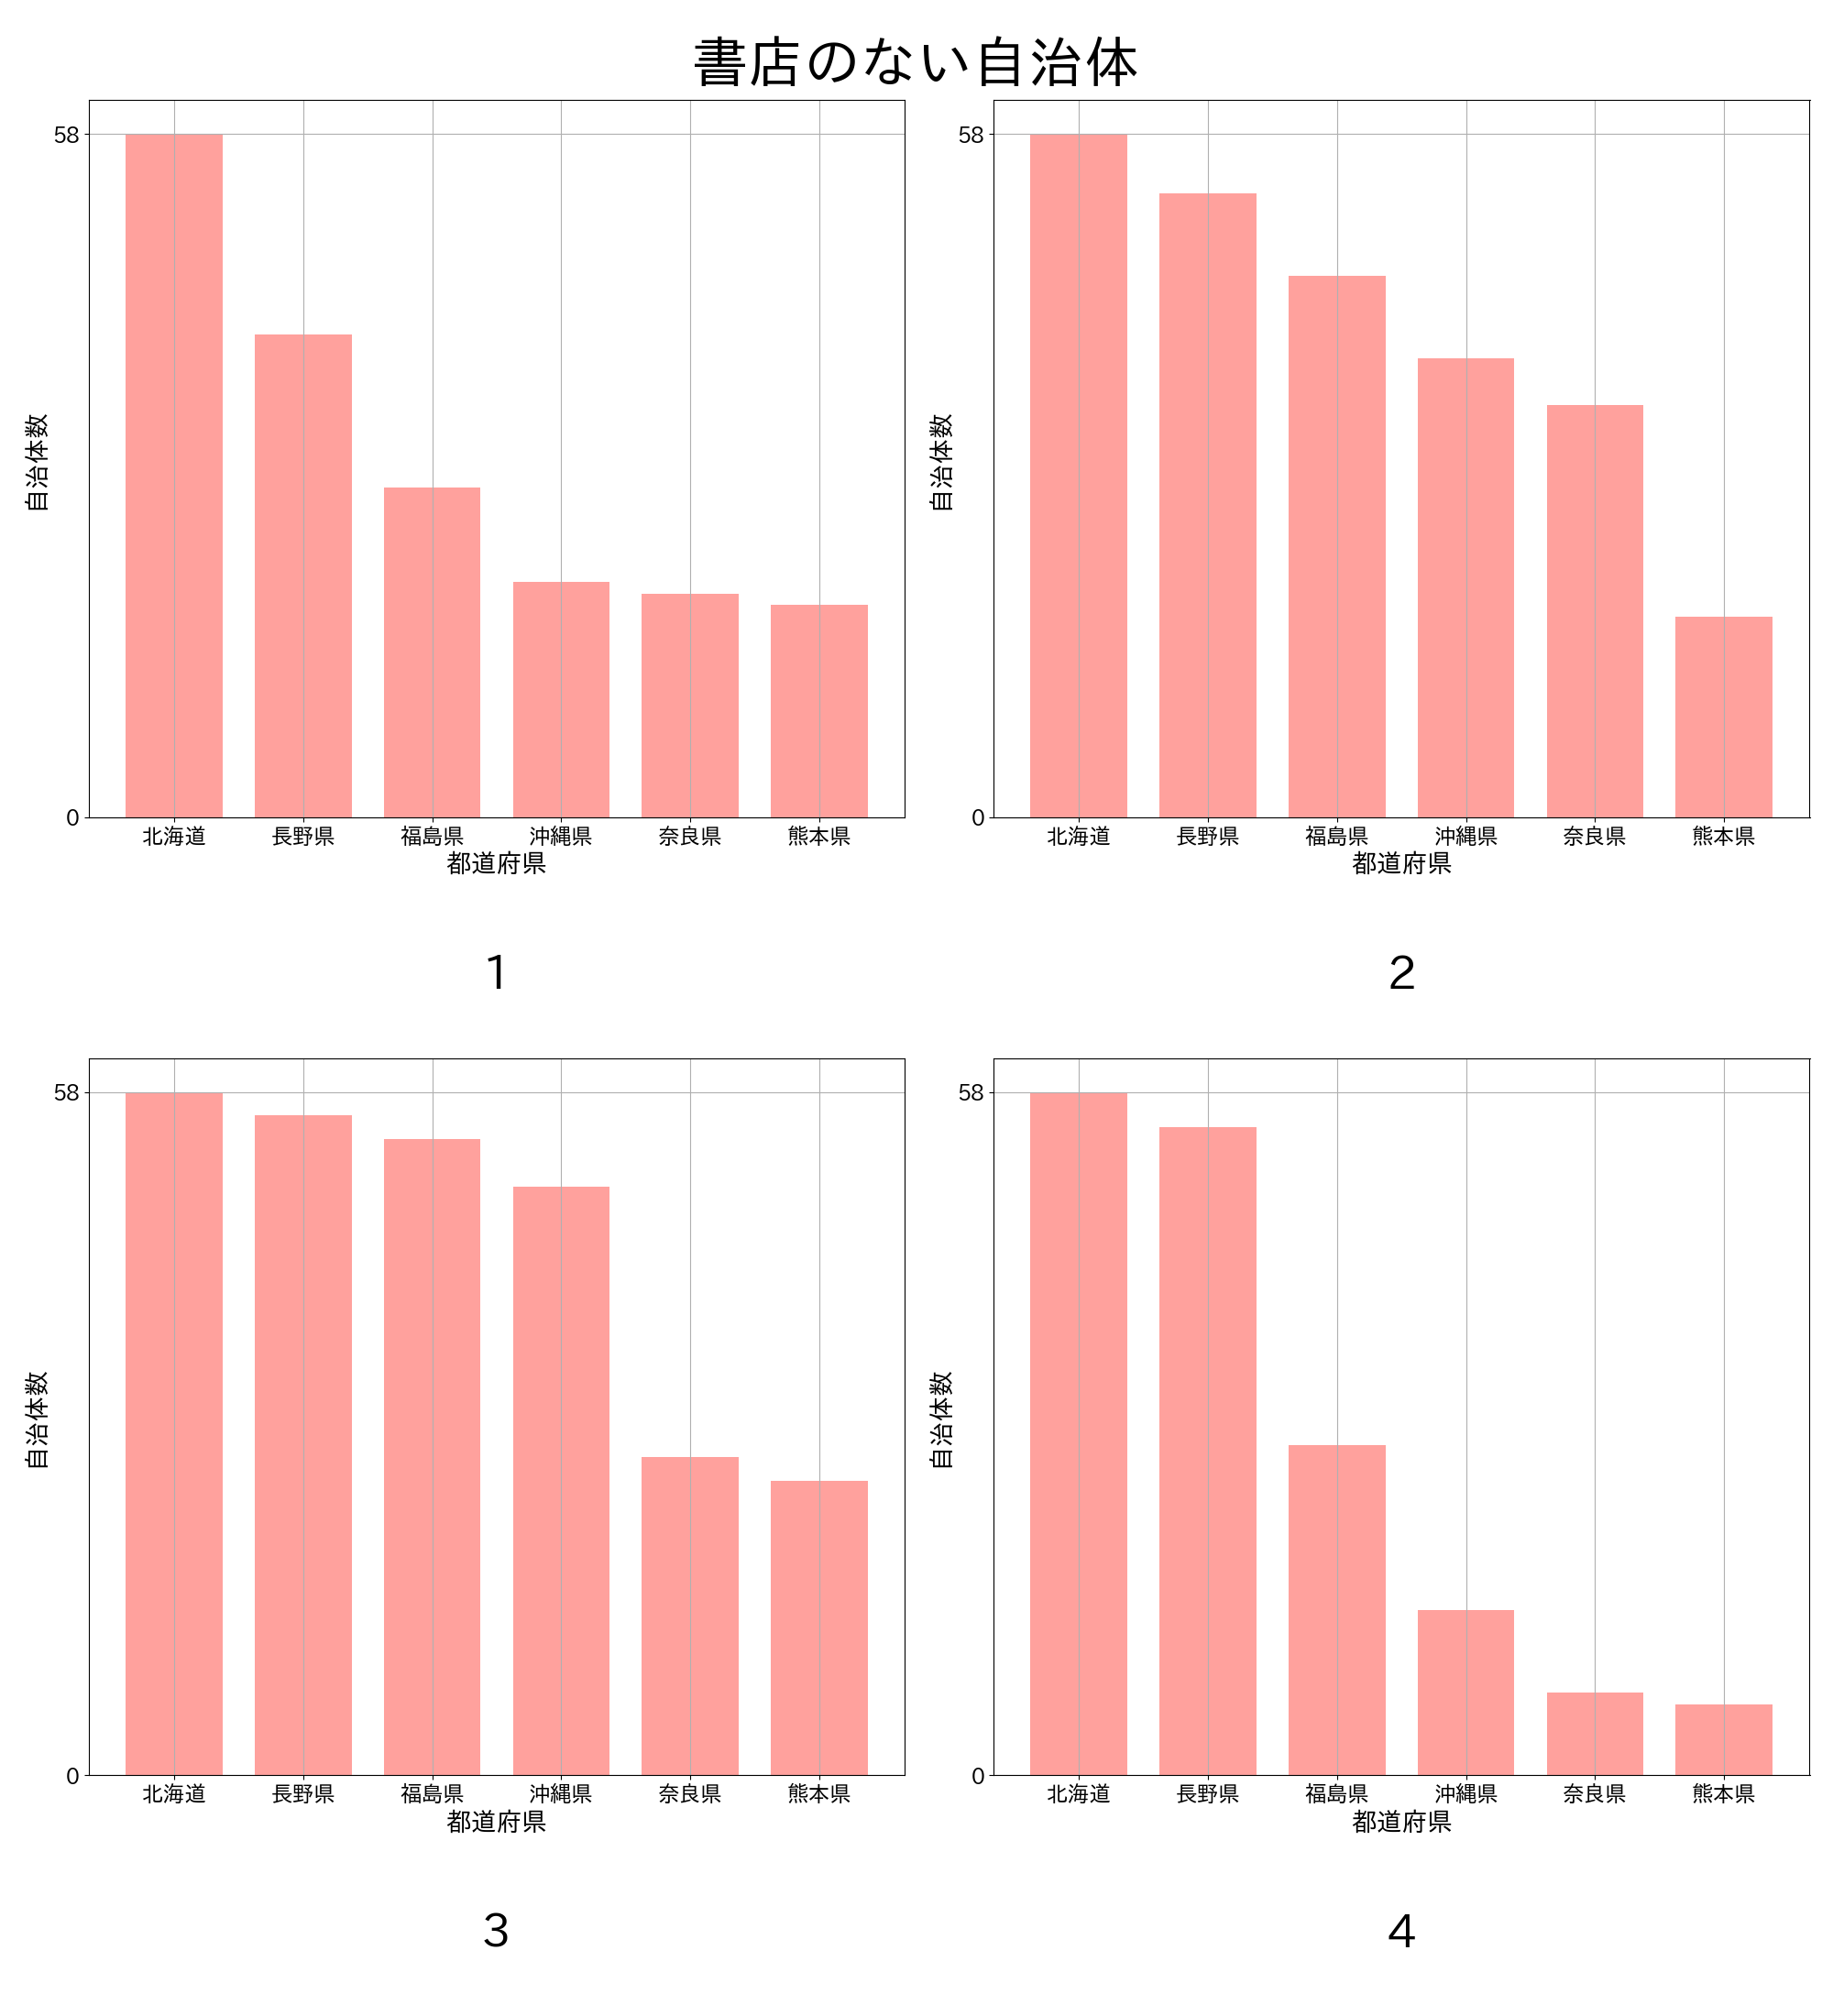 書店のない自治体
58
0
自治体数
北海道 長野県 福島県 沖縄県 奈良県 熊本県
都道府県
1
58
0
自治体数
北海道 長野県 福島県 沖縄県 奈良県 熊本県
都道府県
2
58
0
自治体数
北海道 長野県 福島県 沖縄県 奈良県 熊本県
都道府県
3
58
0
自治体数
北海道 長野県 福島県 沖縄県 奈良県 熊本県
都道府県
4